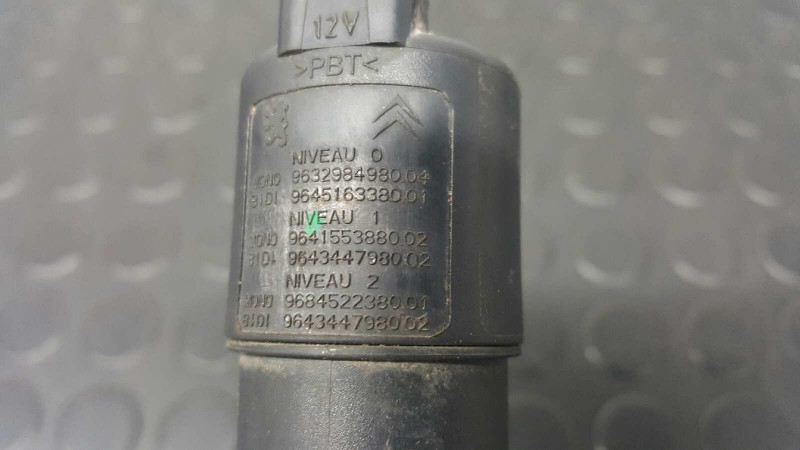 12V
>PBT<
NIVEAU 0
MONO 9632984980.04
BIDI 9645163380.01
NIVEAU 1
MONO 9641553880.02
BIDI 9643447980.02
NIVEAU 2
MONO 9684522380.01
BIDI 9643447980.02